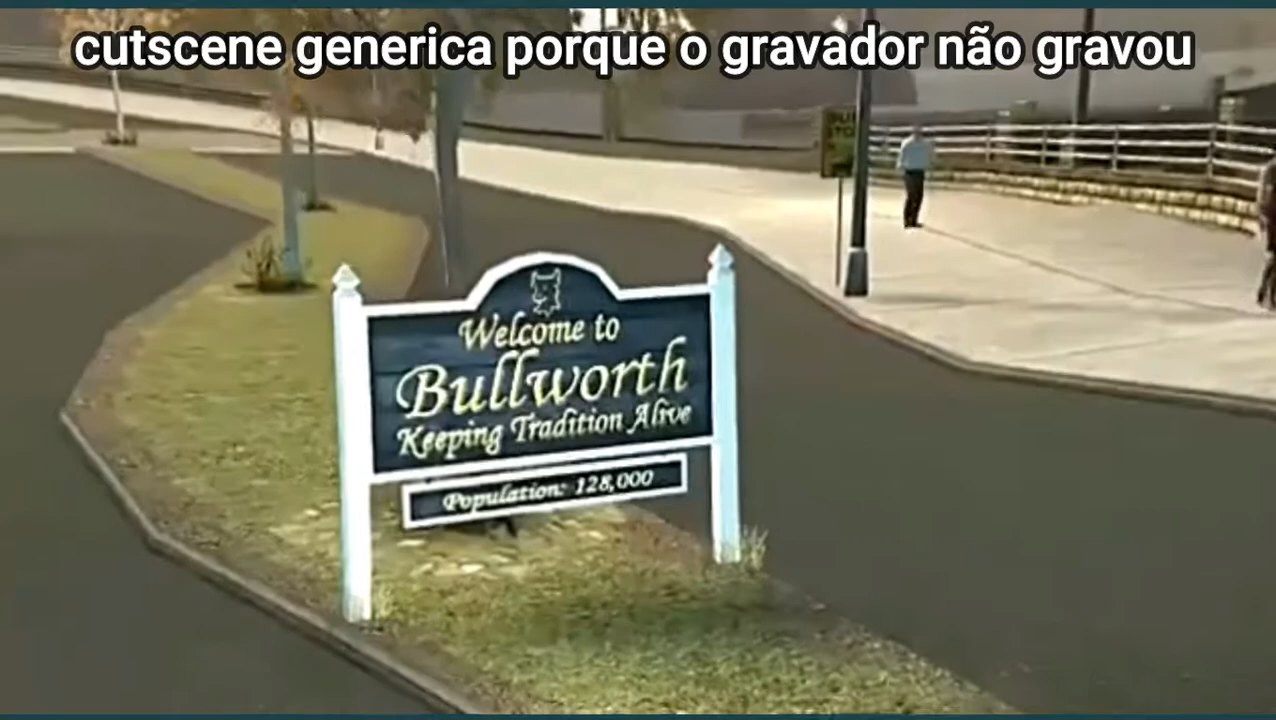 cutscene generica porque o gravador não gravou
Welcome to
Bullworth
Keeping Tradition Alive
Population: 128,000